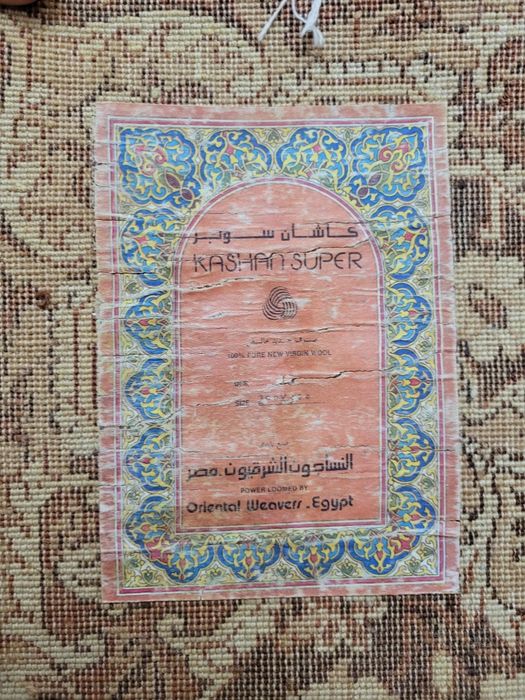 كاشان سوبر
KASHAN SUPER
100% PURE NEW VIRGIN WOOL
SIZE
النساجون الشرقيون . مصر
POWER LOOMED BY
Oriental Weavers . Egypt